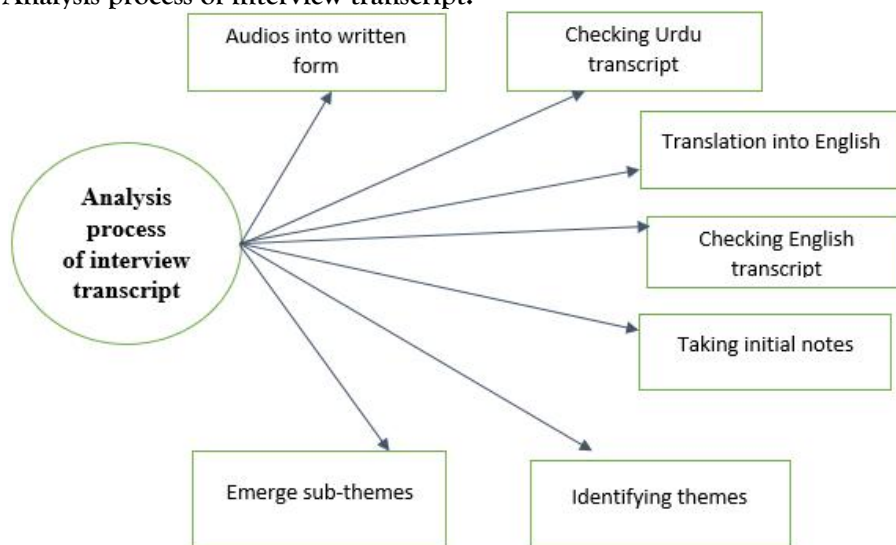 Analysis process of interview transcript:
Audios into written
form
Checking Urdu
transcript
Translation into English
Analysis
process
of interview
transcript
Checking English
transcript
Taking initial notes
Emerge sub-themes
Identifying themes